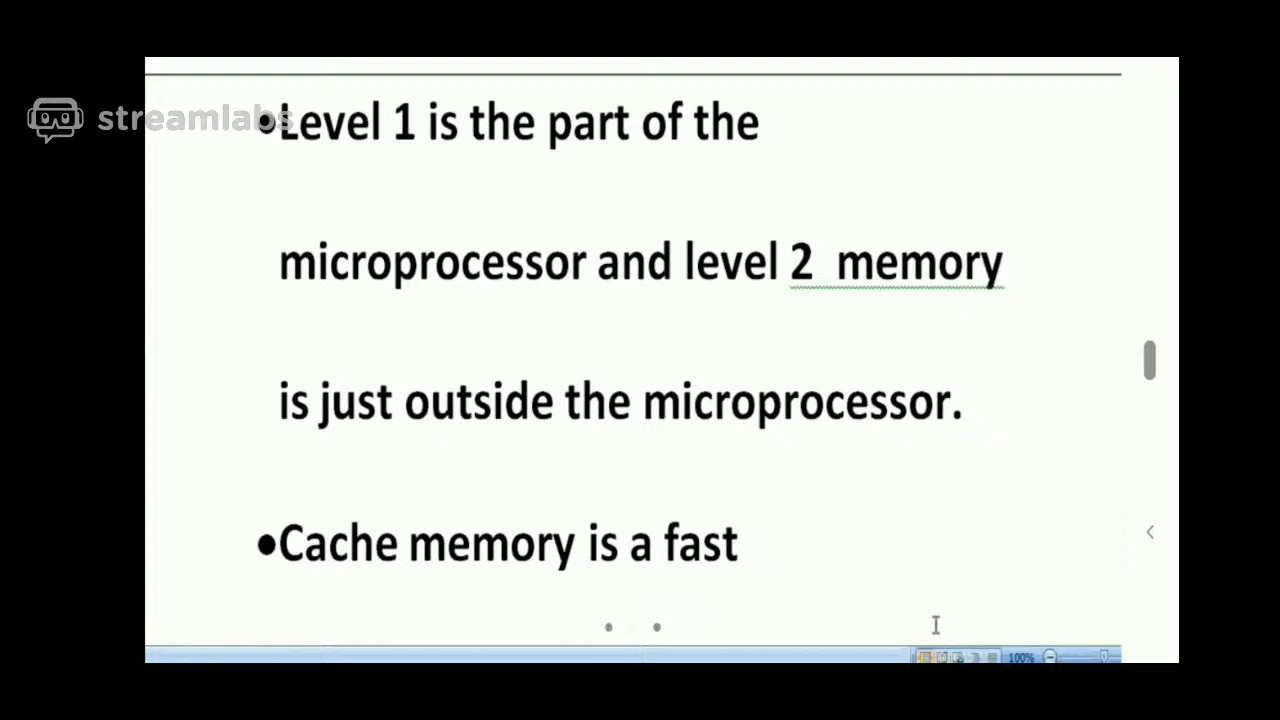 streamlabs
•Level 1 is the part of the
microprocessor and level 2 memory
is just outside the microprocessor.
•Cache memory is a fast
100%